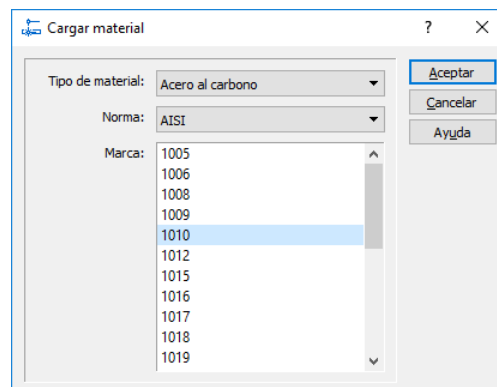 Cargar material
?
Tipo de material: Acero al carbono
Aceptar
Cancelar
Norma: AISI
Ayuda
Marca: 1005
1006
1008
1009
1010
1012
1015
1016
1017
1018
1019